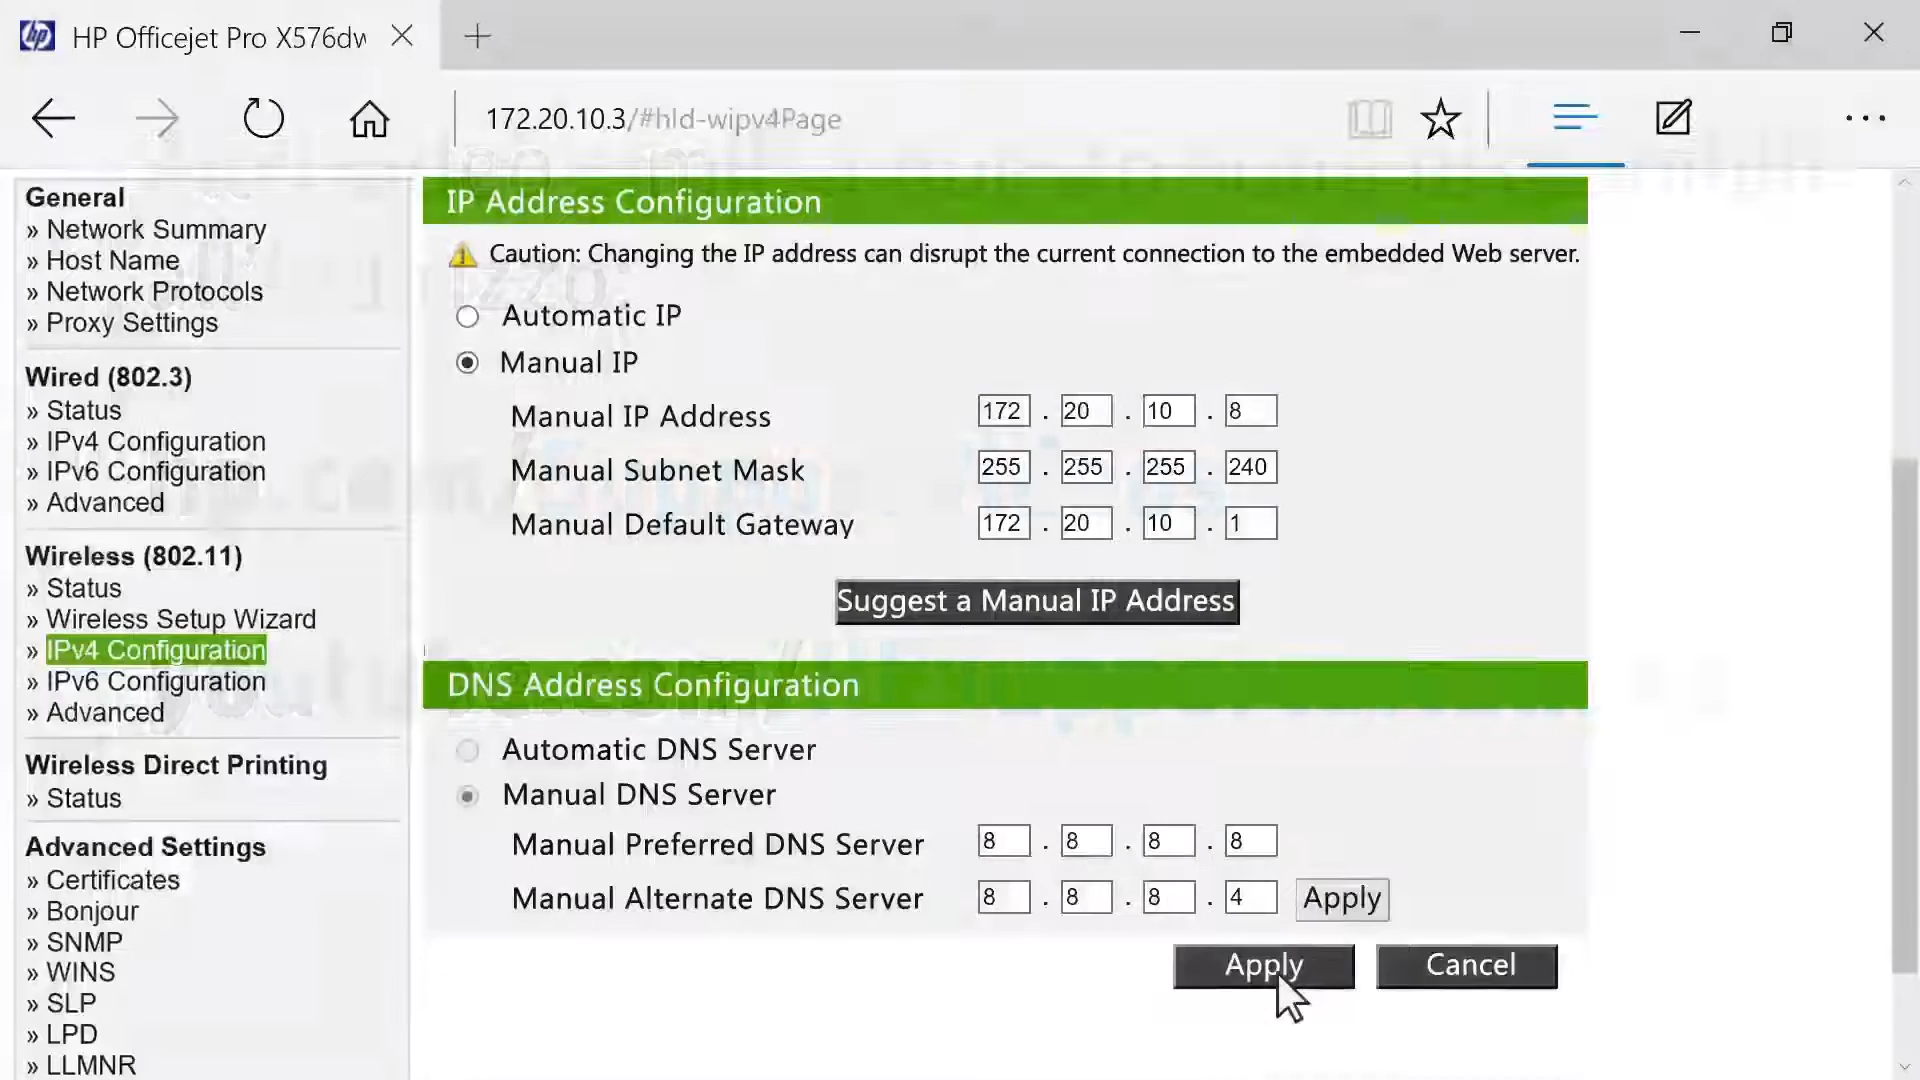 HP Officejet Pro X576dw
172.20.10.3/#hId-wipv4Page
General
» Network Summary
» Host Name
» Network Protocols
» Proxy Settings
Wired (802.3)
» Status
» IPv4 Configuration
» IPv6 Configuration
» Advanced
Wireless (802.11)
» Status
» Wireless Setup Wizard
» IPv4 Configuration
» IPv6 Configuration
» Advanced
Wireless Direct Printing
» Status
Advanced Settings
» Certificates
» Bonjour
» SNMP
» WINS
» SLP
» LPD
» LLMNR
IP Address Configuration
Caution: Changing the IP address can disrupt the current connection to the embedded Web server.
Automatic IP
Manual IP
Manual IP Address 172 . 20 . 10 . 8
Manual Subnet Mask 255 . 255 . 255 . 240
Manual Default Gateway 172 . 20 . 10 . 1
Suggest a Manual IP Address
DNS Address Configuration
Automatic DNS Server
Manual DNS Server
Manual Preferred DNS Server 8 . 8 . 8 . 8
Manual Alternate DNS Server 8 . 8 . 8 . 4 Apply
Apply Cancel